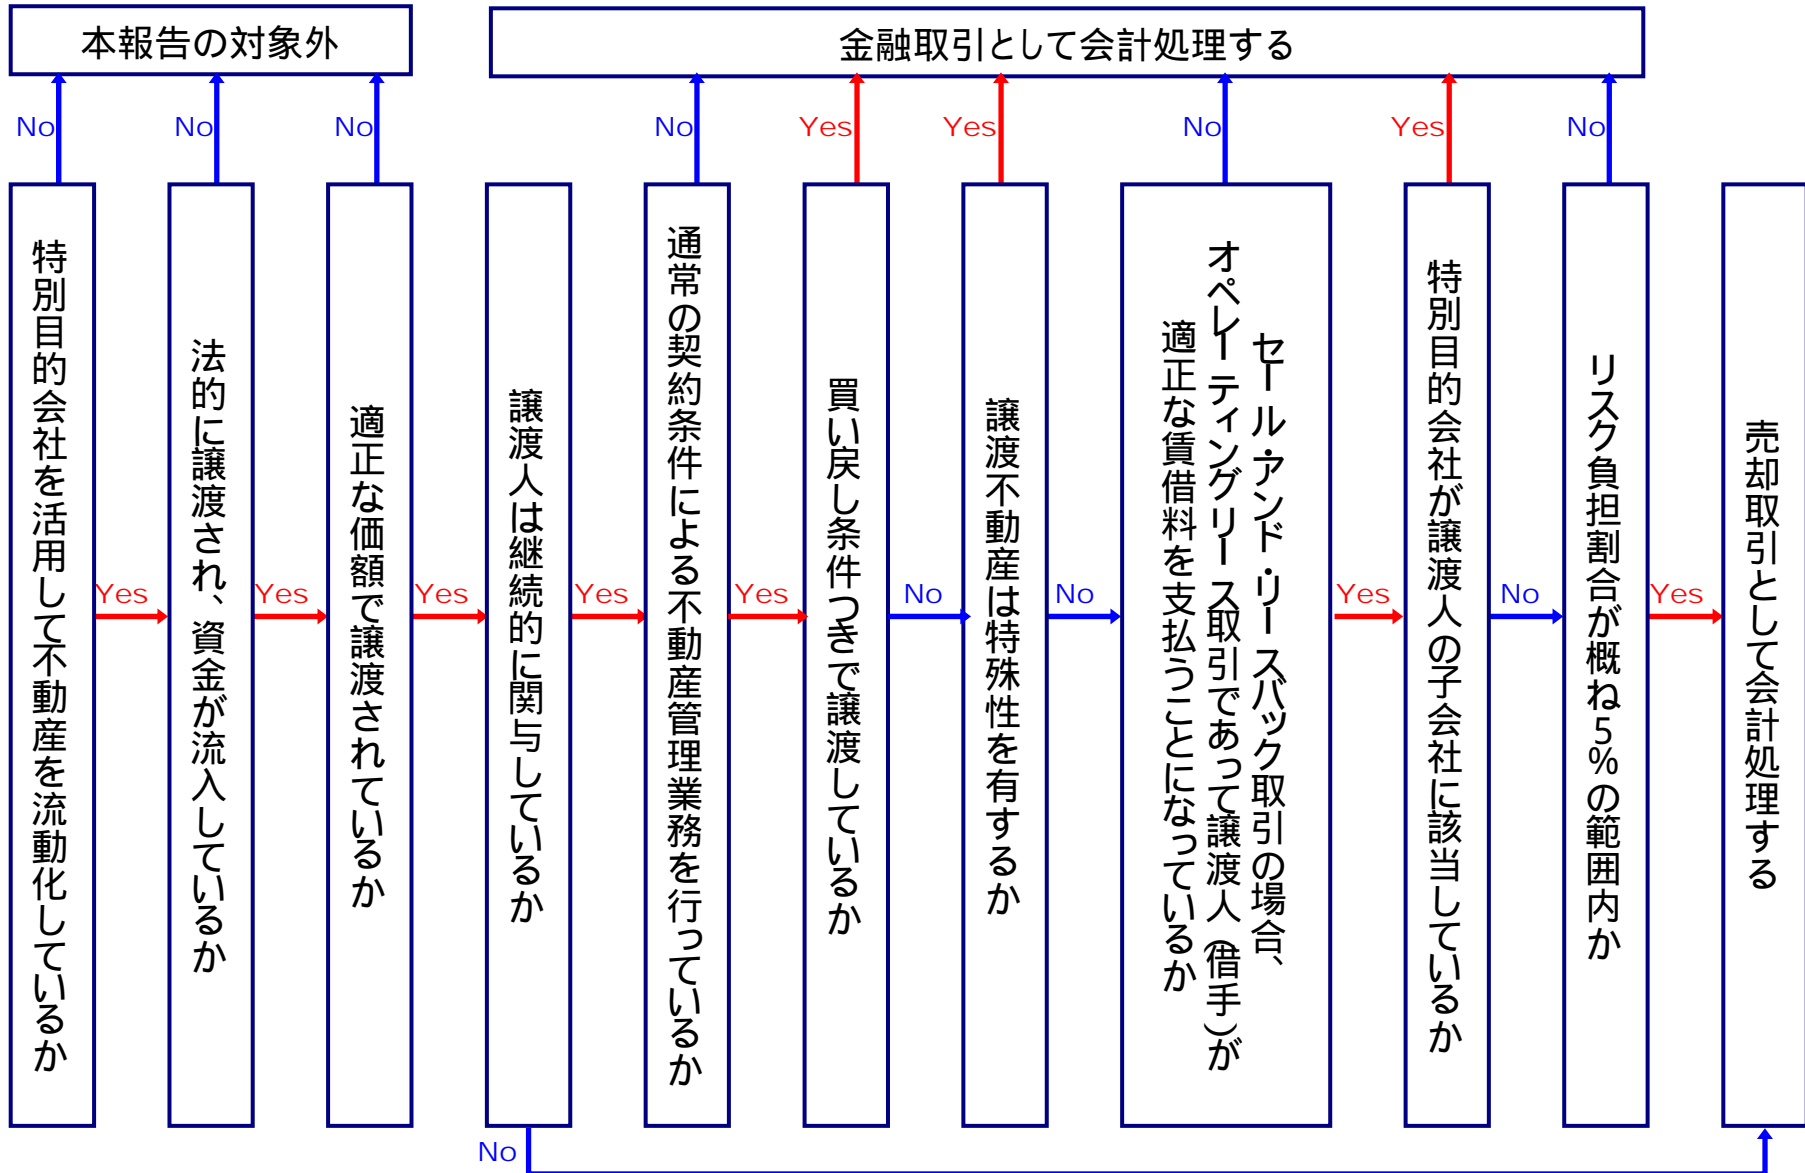 本報告の対象外
金融取引として会計処理する
No
No
No
No
Yes
Yes
No
Yes
No
特別目的会社を活用して不動産を流動化しているか
Yes
法的に譲渡され、資金が流入しているか
Yes
適正な価額で譲渡されているか
Yes
譲渡人は継続的に関与しているか
Yes
通常の契約条件による不動産管理業務を行っているか
Yes
買い戻し条件つきで譲渡しているか
No
譲渡不動産は特殊性を有するか
No
セール・アンド・リースバック取引の場合、
オペレーティングリース取引であって譲渡人(借手)が
適正な賃借料を支払うことになっているか
Yes
特別目的会社が譲渡人の子会社に該当しているか
No
リスク負担割合が概ね5%の範囲内か
Yes
売却取引として会計処理する
No